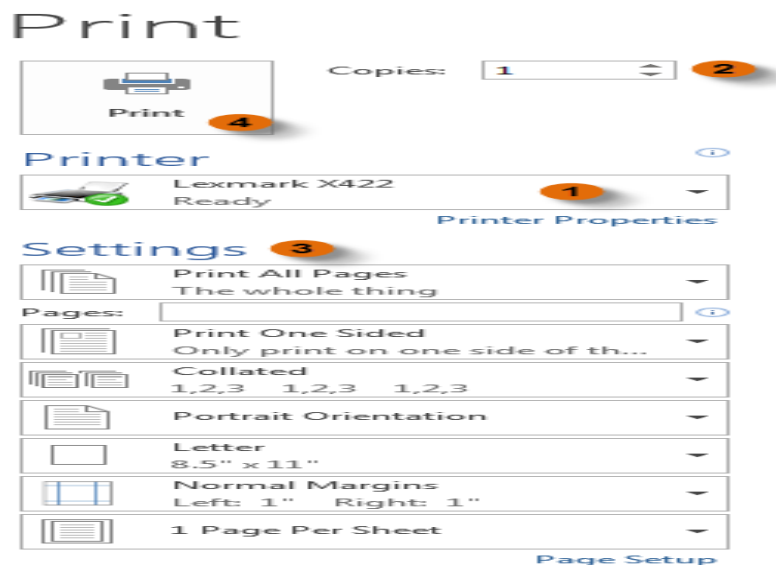 Print
Copies: 1 2
Print 4
Printer
Lexmark X422
Ready
1
Printer Properties
Settings 3
Print All Pages
The whole thing
Pages:
Print One Sided
Only print on one side of th...
Collated
1,2,3 1,2,3 1,2,3
Portrait Orientation
Letter
8.5" x 11"
Normal Margins
Left: 1" Right: 1"
1 Page Per Sheet
Page Setup